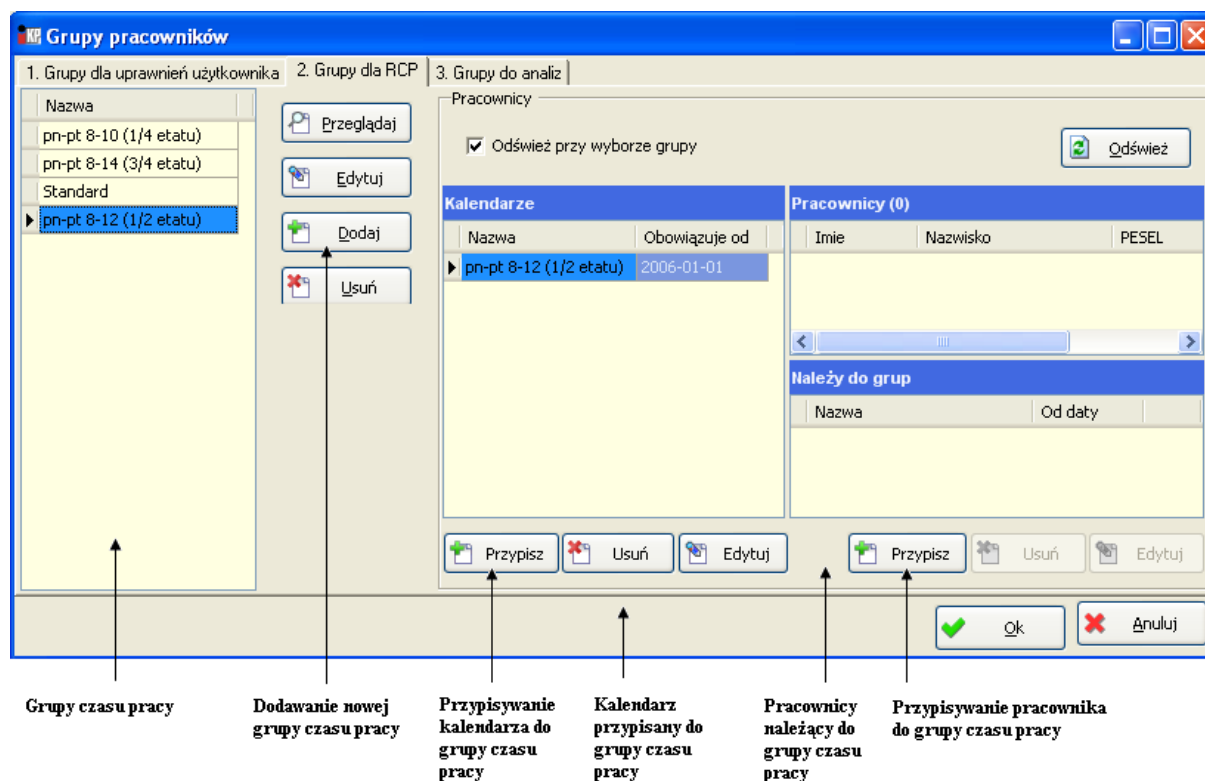 iKP Grupy pracowników
1. Grupy dla uprawnień użytkownika 2. Grupy dla RCP 3. Grupy do analiz
Nazwa
pn-pt 8-10 (1/4 etatu)
pn-pt 8-14 (3/4 etatu)
Standard
pn-pt 8-12 (1/2 etatu)
Przeglądaj
Edytuj
Dodaj
Usuń
Pracownicy
Odśwież przy wyborze grupy
Odśwież
Kalendarze
Nazwa Obowiązuje od
pn-pt 8-12 (1/2 etatu) 2006-01-01
Pracownicy (0)
Imie Nazwisko PESEL
Należy do grup
Nazwa Od daty
Przypisz Usuń Edytuj
Przypisz Usuń Edytuj
Ok Anuluj
Grupy czasu pracy
Dodawanie nowej
grupy czasu pracy
Przypisywanie
kalendarza do
grupy czasu
pracy
Kalendarz
przypisany do
grupy czasu
pracy
Pracownicy
należący do
grupy czasu
pracy
Przypisywanie pracownika
do grupy czasu pracy